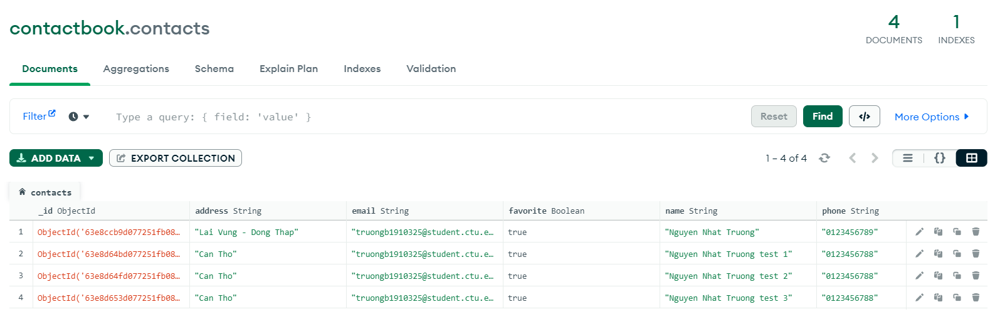 contactbook.contacts
4 DOCUMENTS
1 INDEXES
Documents Aggregations Schema Explain Plan Indexes Validation
Filter Type a query: { field: 'value' } Reset Find </> More Options
ADD DATA EXPORT COLLECTION 1 – 4 of 4 {}
contacts
_id ObjectId address String email String favorite Boolean name String phone String
1 ObjectId('63e8ccb9d077251fb08… "Lai Vung - Dong Thap" "truongb1910325@student.ctu.e… true "Nguyen Nhat Truong" "0123456789"
2 ObjectId('63e8d64bd077251fb08… "Can Tho" "truongb1910325@student.ctu.e… true "Nguyen Nhat Truong test 1" "0123456788"
3 ObjectId('63e8d64fd077251fb08… "Can Tho" "truongb1910325@student.ctu.e… true "Nguyen Nhat Truong test 2" "0123456788"
4 ObjectId('63e8d653d077251fb08… "Can Tho" "truongb1910325@student.ctu.e… true "Nguyen Nhat Truong test 3" "0123456788"